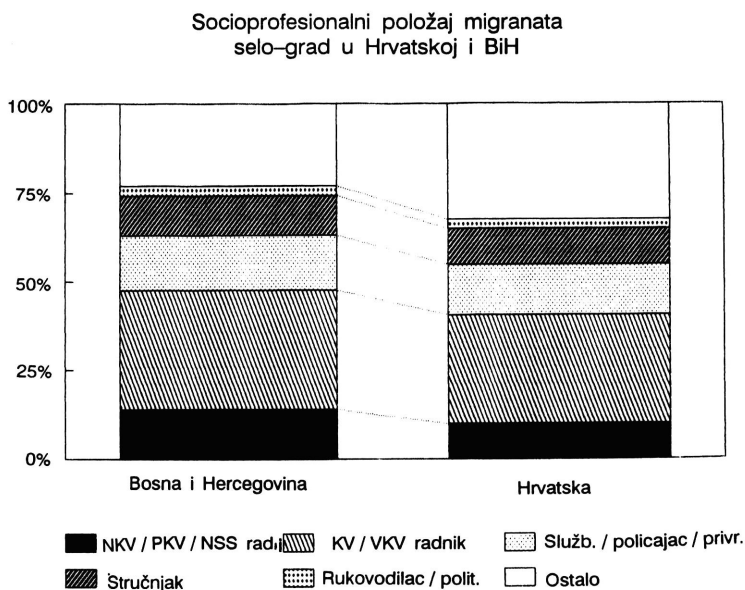 Socioprofesionalni položaj migranata
selo–grad u Hrvatskoj i BiH
100%
75%
50%
25%
0%
Bosna i Hercegovina
Hrvatska
NKV / PKV / NSS
KV / VKV radnik
Služb. / policajac / privr.
Stručnjak
Rukovodilac / polit.
Ostalo